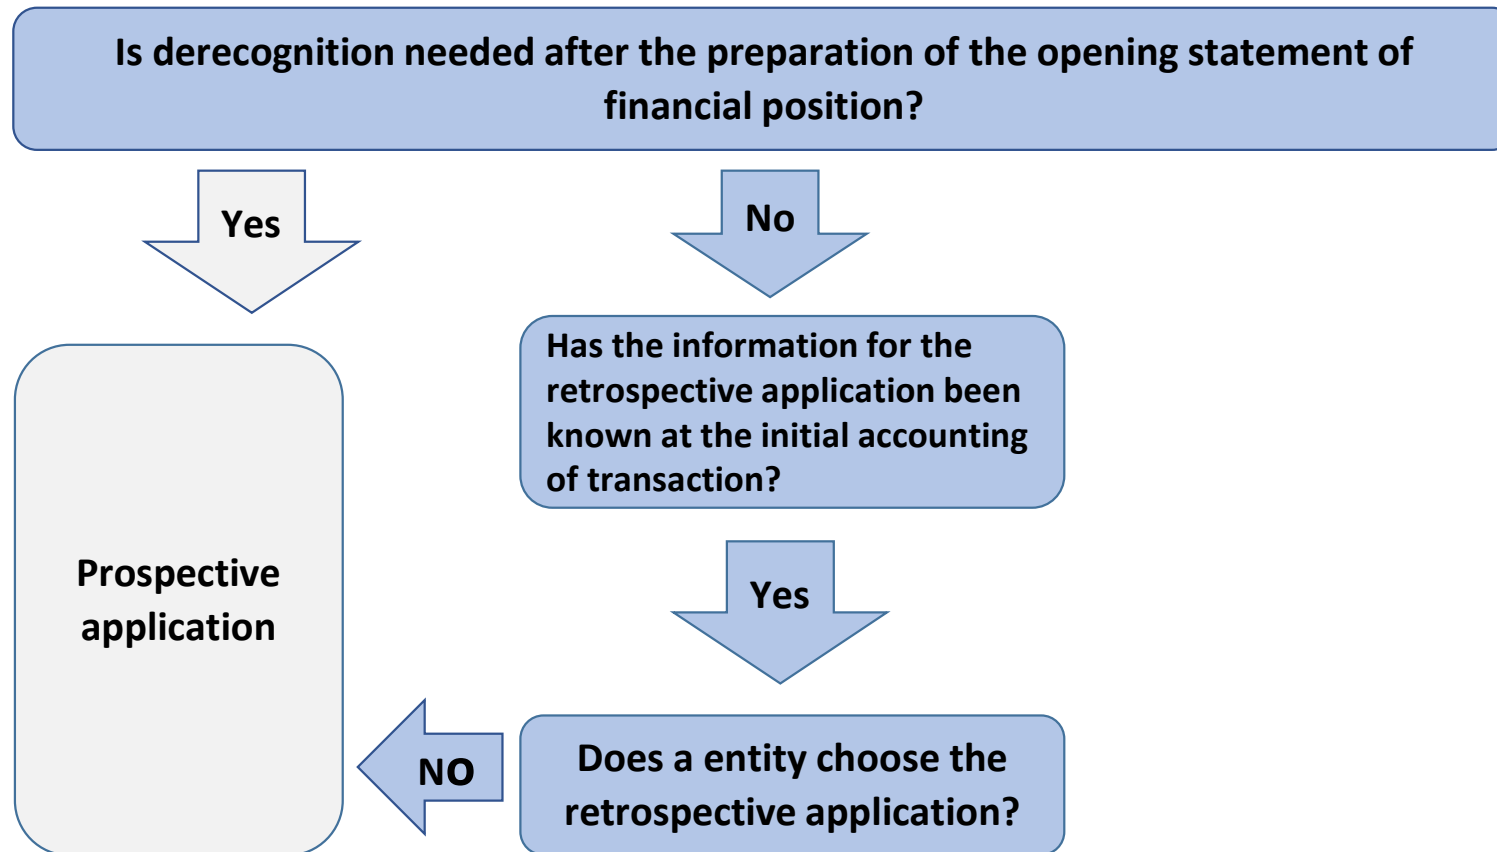 Is derecognition needed after the preparation of the opening statement of
financial position?
Yes
No
Has the information for the
retrospective application been
known at the initial accounting
of transaction?
Prospective
application
Yes
NO
Does a entity choose the
retrospective application?